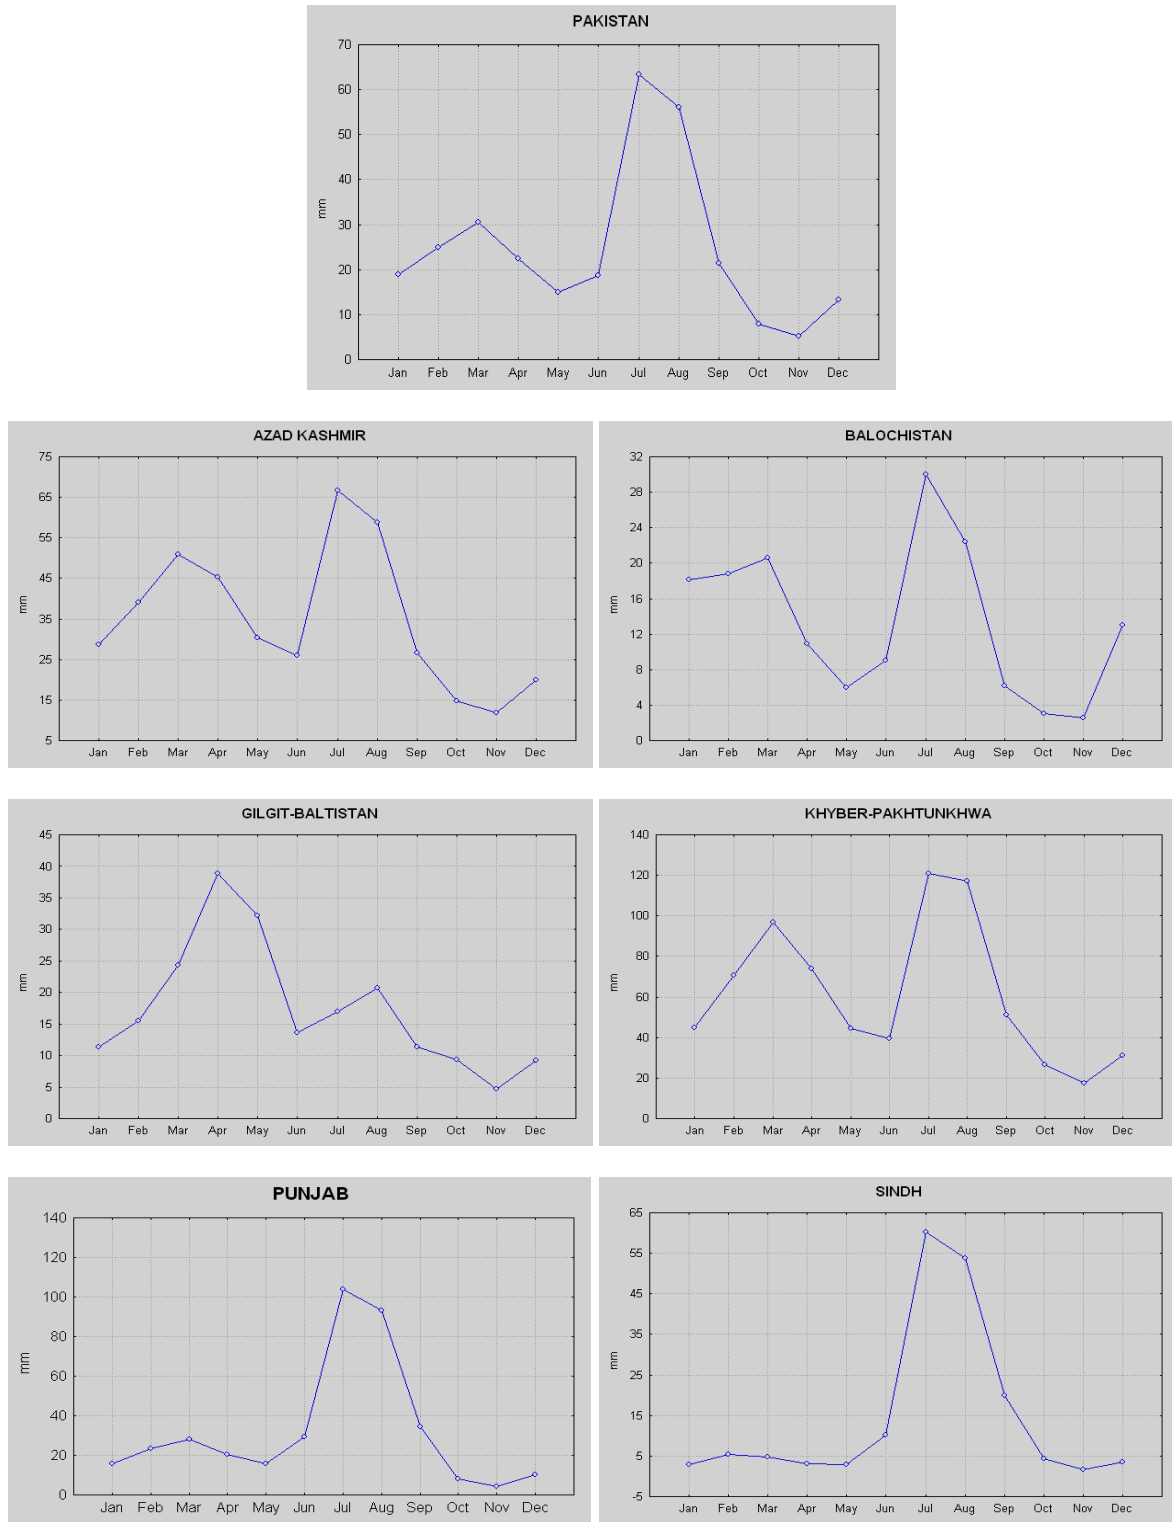 PAKISTAN
70
60
50
40
30
20
10
0
mm
Jan Feb Mar Apr May Jun Jul Aug Sep Oct Nov Dec
AZAD KASHMIR
75
65
55
45
35
25
15
5
mm
Jan Feb Mar Apr May Jun Jul Aug Sep Oct Nov Dec
BALOCHISTAN
32
28
24
20
16
12
8
4
0
mm
Jan Feb Mar Apr May Jun Jul Aug Sep Oct Nov Dec
GILGIT-BALTISTAN
45
40
35
30
25
20
15
10
5
0
mm
Jan Feb Mar Apr May Jun Jul Aug Sep Oct Nov Dec
KHYBER-PAKHTUNKHWA
140
120
100
80
60
40
20
0
mm
Jan Feb Mar Apr May Jun Jul Aug Sep Oct Nov Dec
PUNJAB
140
120
100
80
60
40
20
0
mm
Jan Feb Mar Apr May Jun Jul Aug Sep Oct Nov Dec
SINDH
65
55
45
35
25
15
5
-5
mm
Jan Feb Mar Apr May Jun Jul Aug Sep Oct Nov Dec